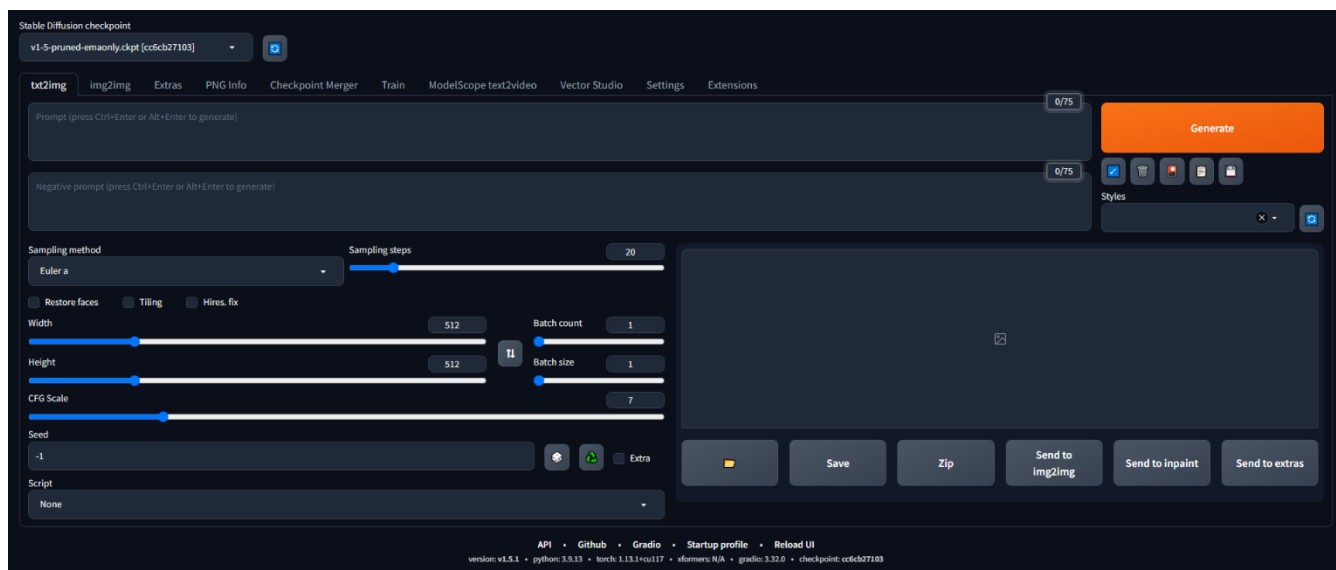 Stable Diffusion checkpoint
v1-5-pruned-emaonly.ckpt [cc6cb27103]
txt2img img2img Extras PNG Info Checkpoint Merger Train ModelScope text2video Vector Studio Settings Extensions
Prompt (press Ctrl+Enter or Alt+Enter to generate)
0/75
Generate
Negative prompt (press Ctrl+Enter or Alt+Enter to generate)
0/75
Styles
Sampling method
Euler a
Sampling steps
20
Restore faces Tiling Hires. fix
Width
512
Batch count
1
Height
512
Batch size
1
CFG Scale
7
Seed
-1
Extra
Script
None
Save
Zip
Send to
img2img
Send to inpaint
Send to extras
API • Github • Gradio • Startup profile • Reload UI
version: v1.5.1 • python: 3.9.13 • torch: 1.13.1+cu117 • xformers: N/A • gradio: 3.32.0 • checkpoint: cc6cb27103